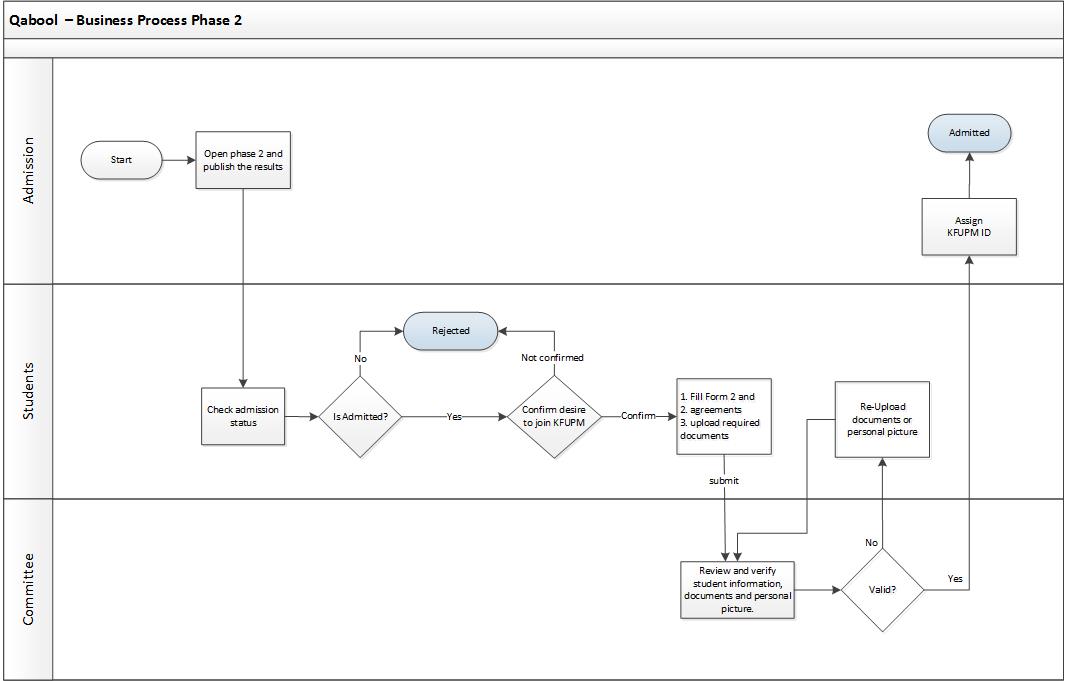 Qabool – Business Process Phase 2
Admission
Start
Open phase 2 and
publish the results
Admitted
Assign
KFUPM ID
Students
Rejected
No
Not confirmed
Check admission
status
Is Admitted?
Yes
Confirm desire
to join KFUPM
Confirm
1. Fill Form 2 and
2. agreements
3. upload required
documents
submit
Re-Upload
documents or
personal picture
Committee
Review and verify
student information,
documents and personal
picture.
No
Valid?
Yes